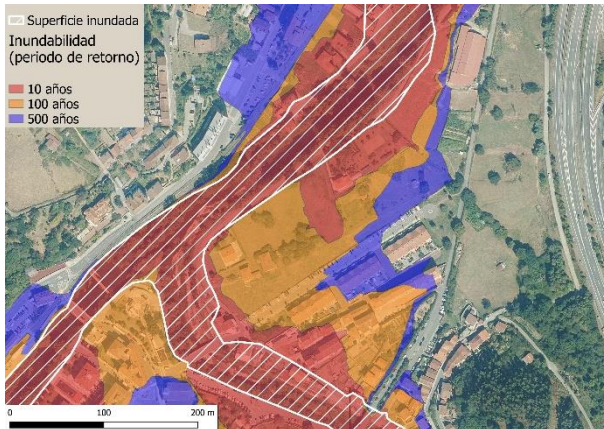 Superficie inundada
Inundabilidad
(periodo de retorno)
10 años
100 años
500 años
0 100 200 m